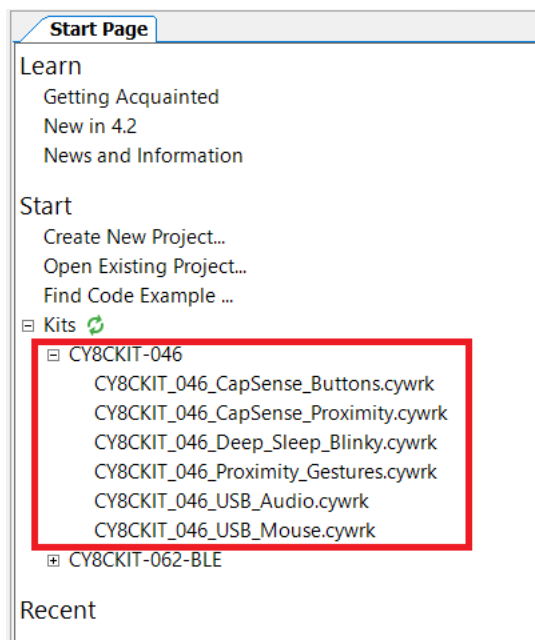 Start Page
Learn
Getting Acquainted
New in 4.2
News and Information
Start
Create New Project...
Open Existing Project...
Find Code Example ...
Kits
CY8CKIT-046
CY8CKIT_046_CapSense_Buttons.cywrk
CY8CKIT_046_CapSense_Proximity.cywrk
CY8CKIT_046_Deep_Sleep_Blinky.cywrk
CY8CKIT_046_Proximity_Gestures.cywrk
CY8CKIT_046_USB_Audio.cywrk
CY8CKIT_046_USB_Mouse.cywrk
CY8CKIT-062-BLE
Recent